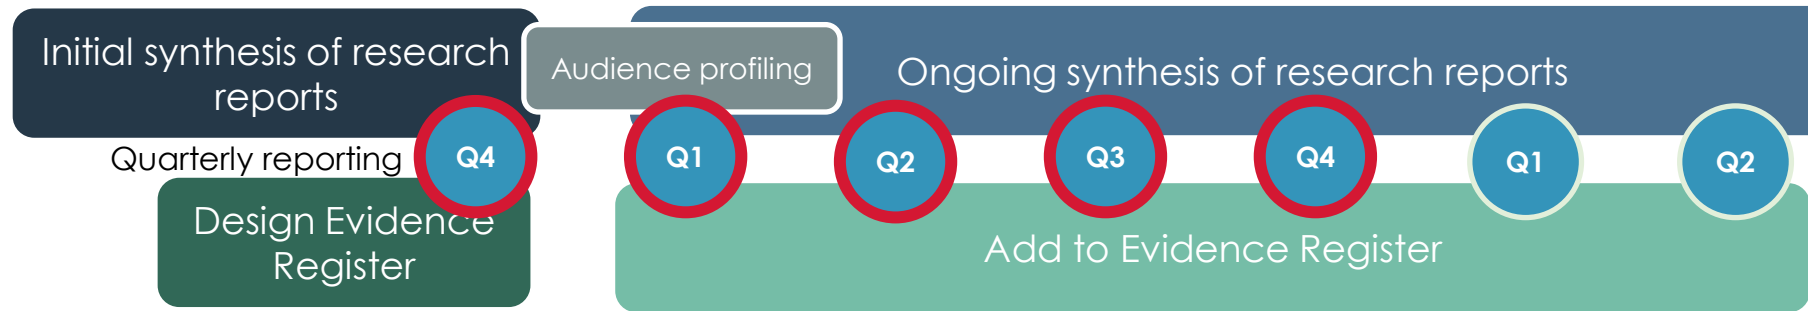 Initial synthesis of research
reports
Audience profiling
Ongoing synthesis of research reports
Quarterly reporting
Q4
Q1
Q2
Q3
Q4
Q1
Q2
Design Evidence
Register
Add to Evidence Register